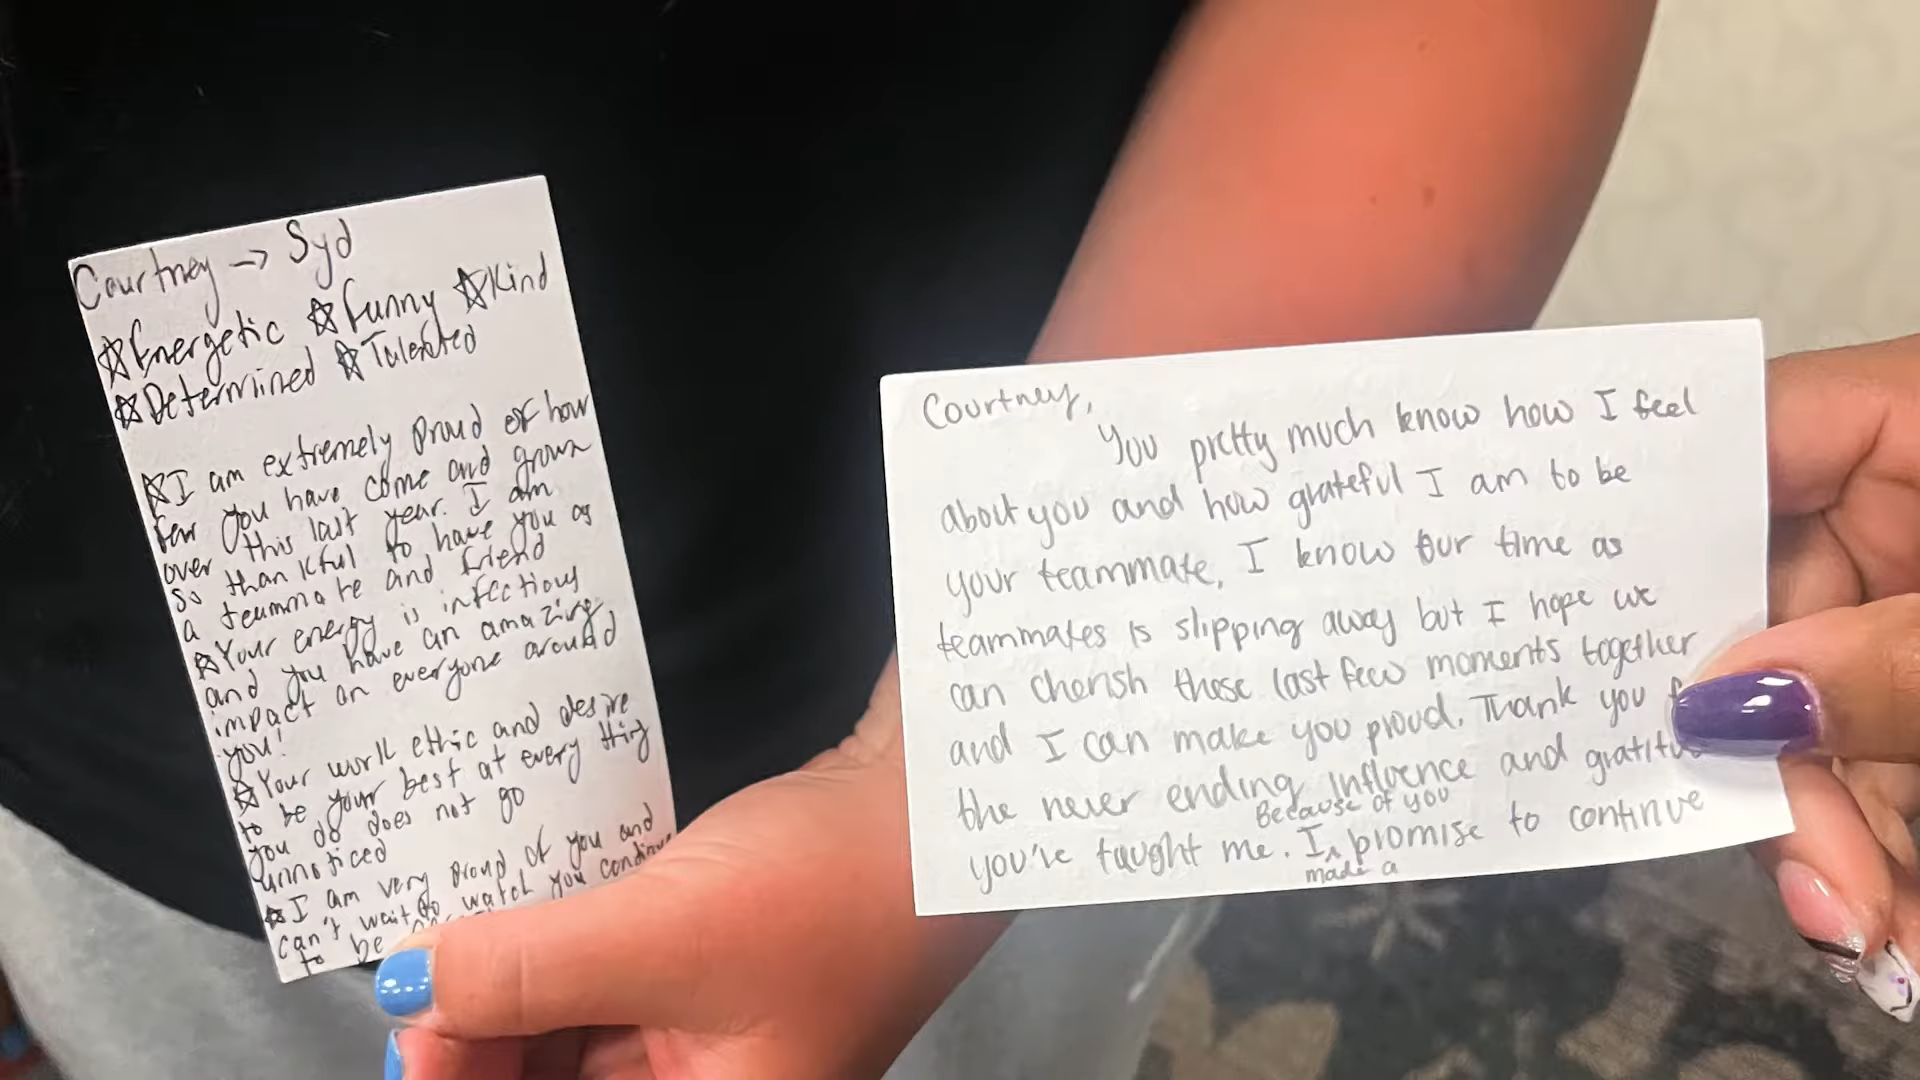 Courtney → Syd
☆Energetic ☆Funny ☆Kind
☆Determined ☆Talented
☆I am extremely proud of how
far you have come and grown
over this last year. I am
so thankful to have you as
a teammate and friend
☆Your energy is infectious
and you have an amazing
impact on everyone around
you!
☆Your work ethic and desire
to be your best at every thing
you do does not go
unnoticed
☆I am very proud of you and
can't wait to watch you continue
to be
Courtney,
You pretty much know how I feel
about you and how grateful I am to be
your teammate. I know our time as
teammates is slipping away but I hope we
can cherish these last few moments together
and I can make you proud. Thank you
the never ending influence and
Because of you
you've taught me. I^ promise to continue
made a